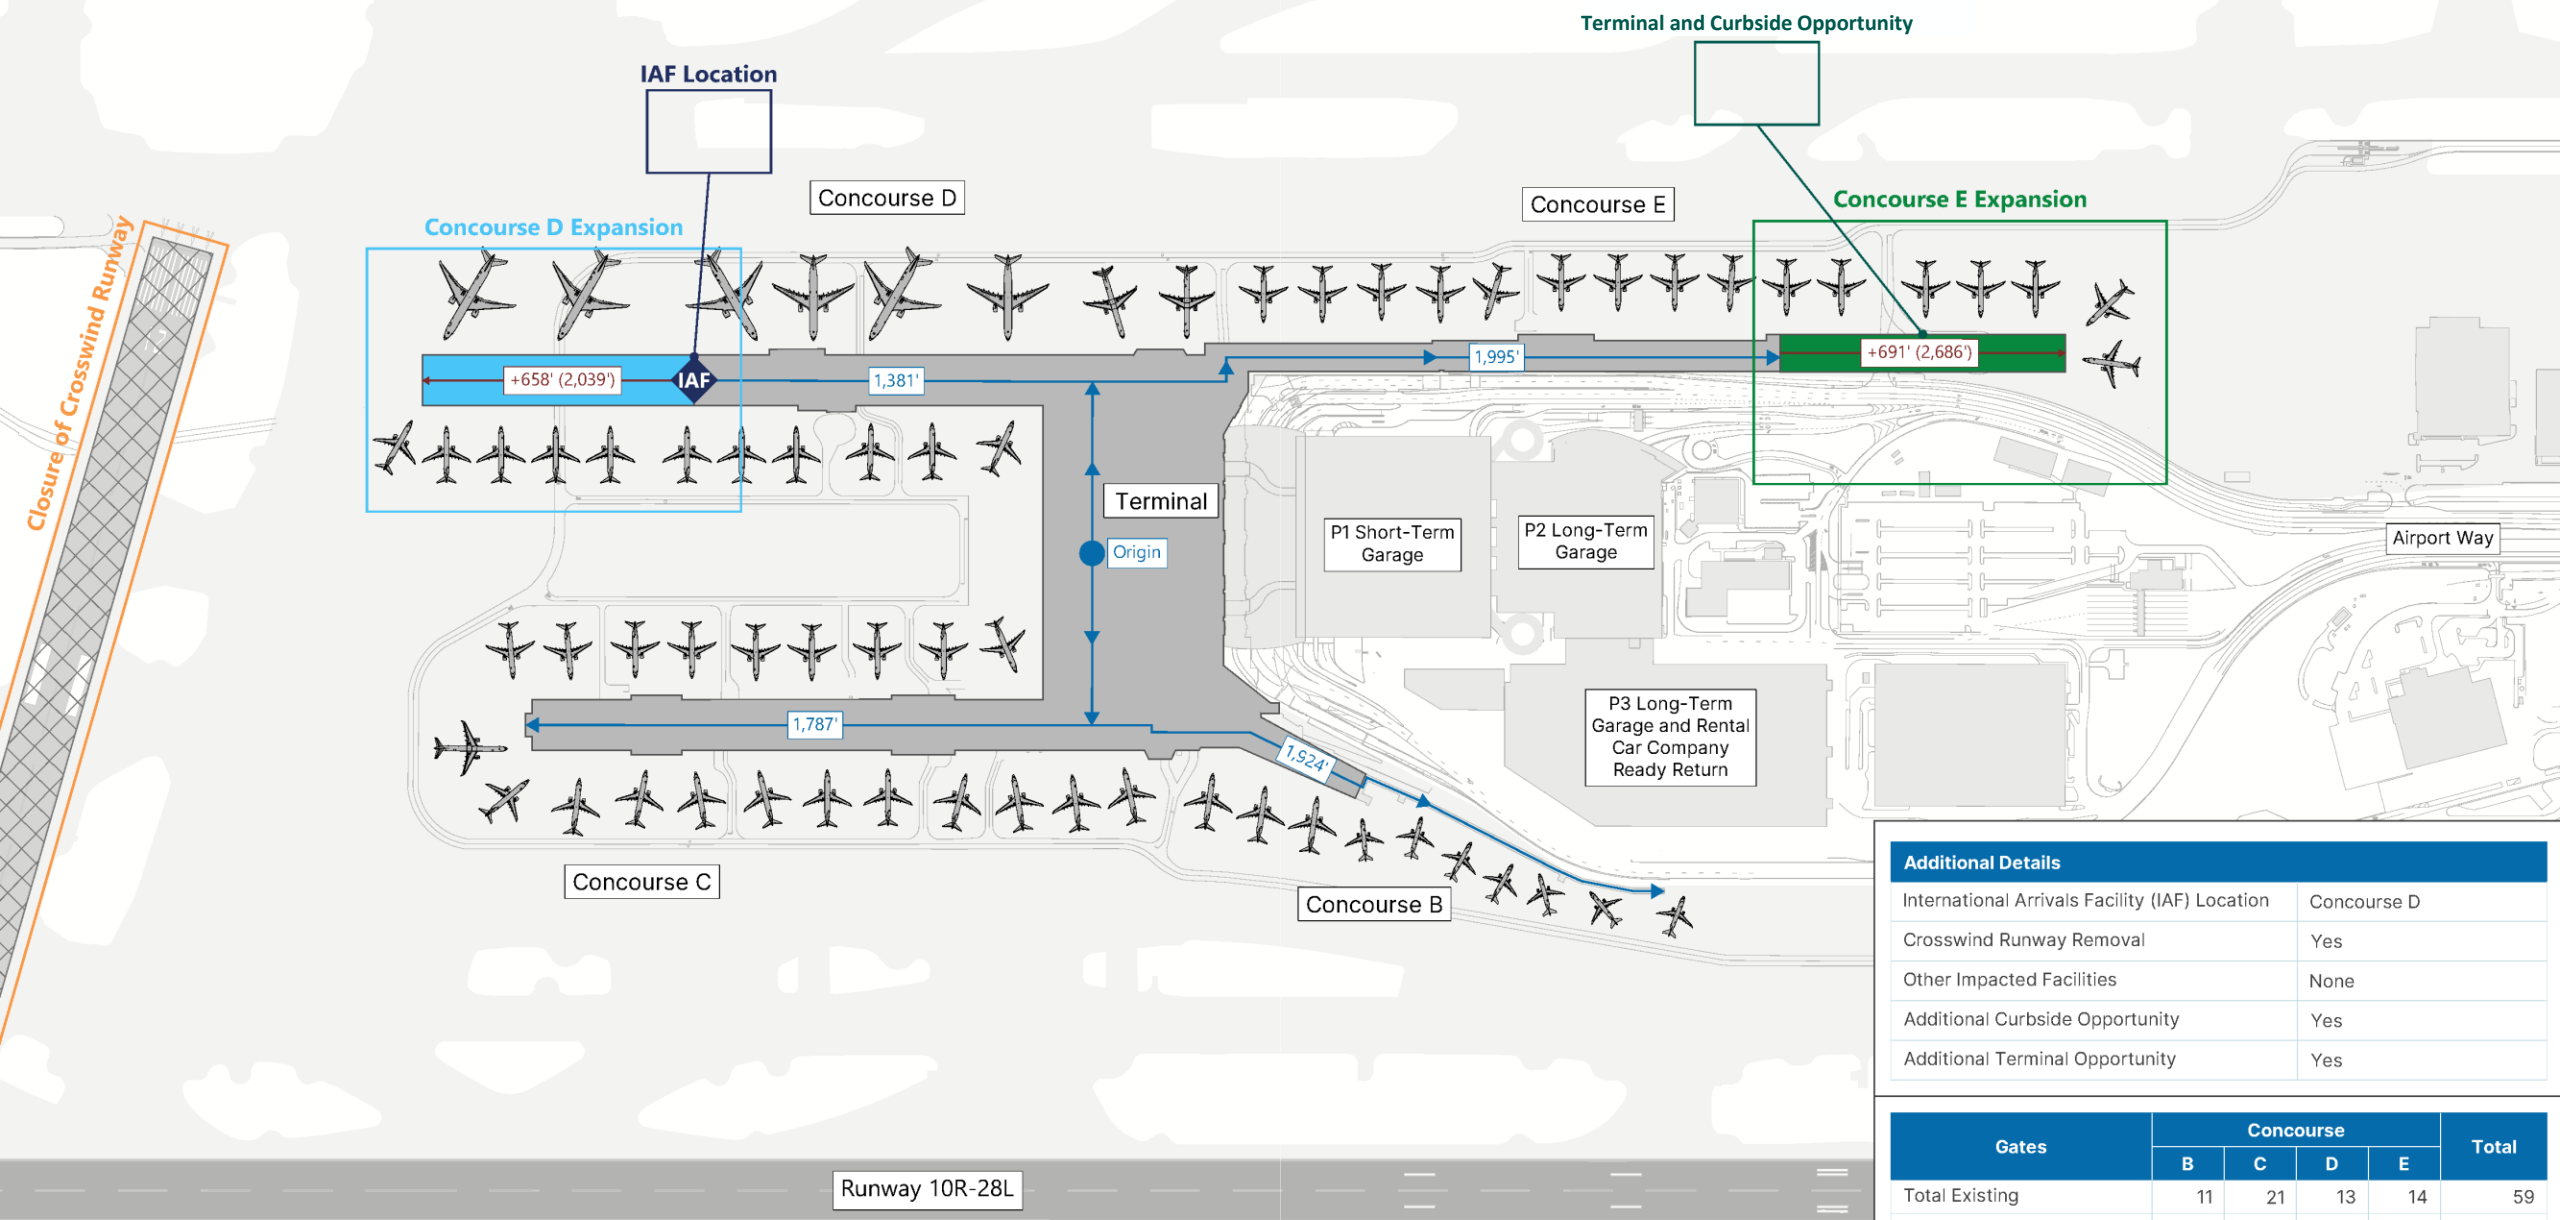 Terminal and Curbside Opportunity
IAF Location
Concourse D
Concourse E
Concourse E Expansion
Concourse D Expansion
Closure of Crosswind Runway
+658' (2,039')
IAF
1,381'
1,995'
+691' (2,686')
Terminal
Origin
P1 Short-Term
Garage
P2 Long-Term
Garage
Airport Way
P3 Long-Term
Garage and Rental
Car Company
Ready Return
1,787'
1,924'
Concourse C
Concourse B
Runway 10R-28L
Additional Details
International Arrivals Facility (IAF) Location Concourse D
Crosswind Runway Removal Yes
Other Impacted Facilities None
Additional Curbside Opportunity Yes
Additional Terminal Opportunity Yes
Gates Concourse Total
B C D E
Total Existing 11 21 13 14 59